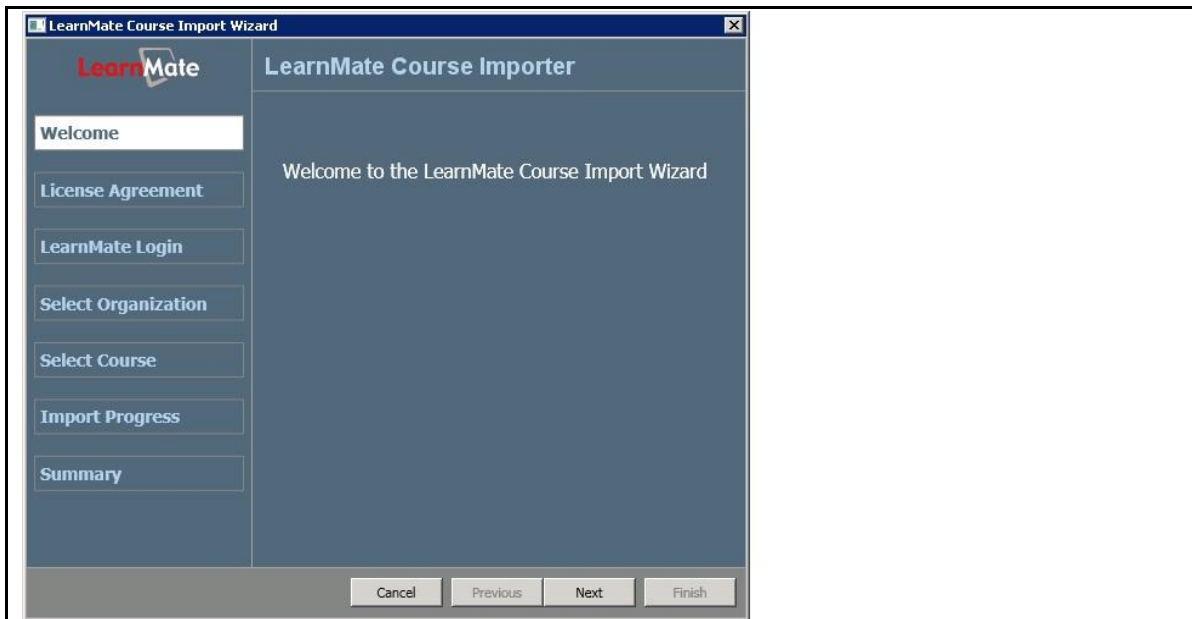 LearnMate Course Import Wizard
LearnMate
LearnMate Course Importer
Welcome
License Agreement
LearnMate Login
Select Organization
Select Course
Import Progress
Summary
Welcome to the LearnMate Course Import Wizard
Cancel
Previous
Next
Finish